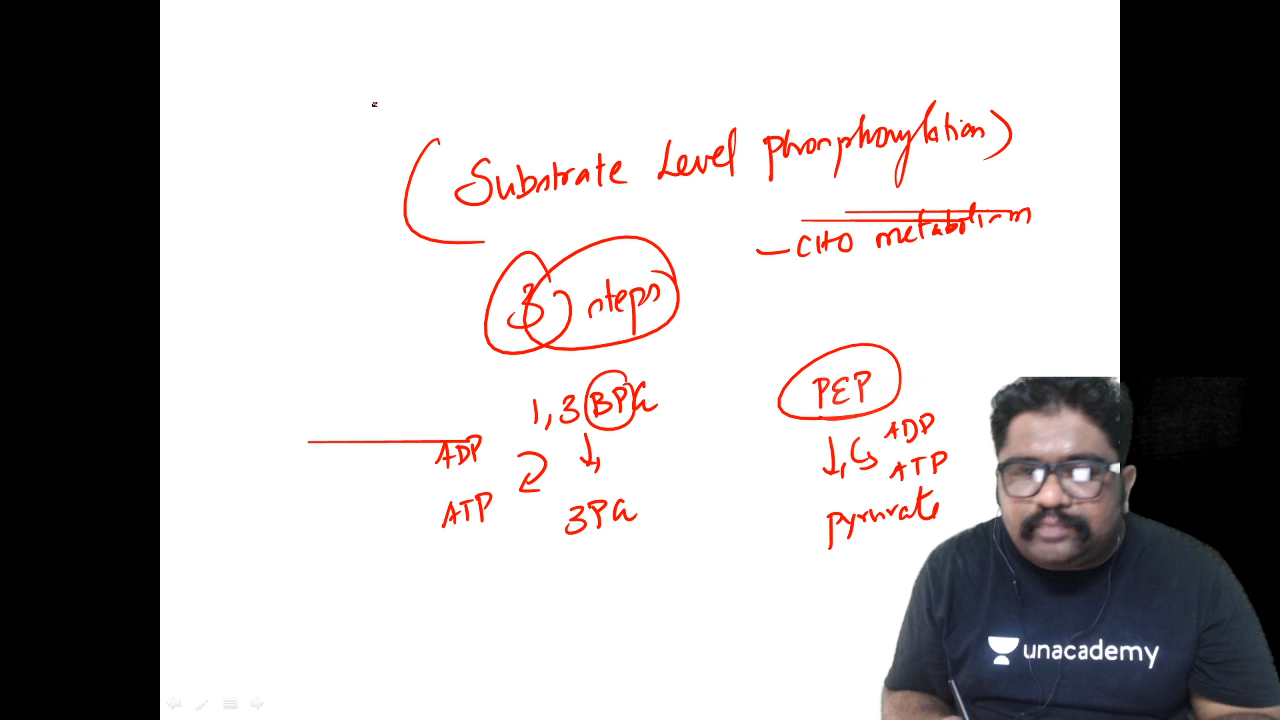 (Substrate Level phosphorylation)
- CHO metabolism
3 steps
1,3 BPG
PEP
ADP
ADP
ATP
ATP
3PG
pyruvate
unacademy